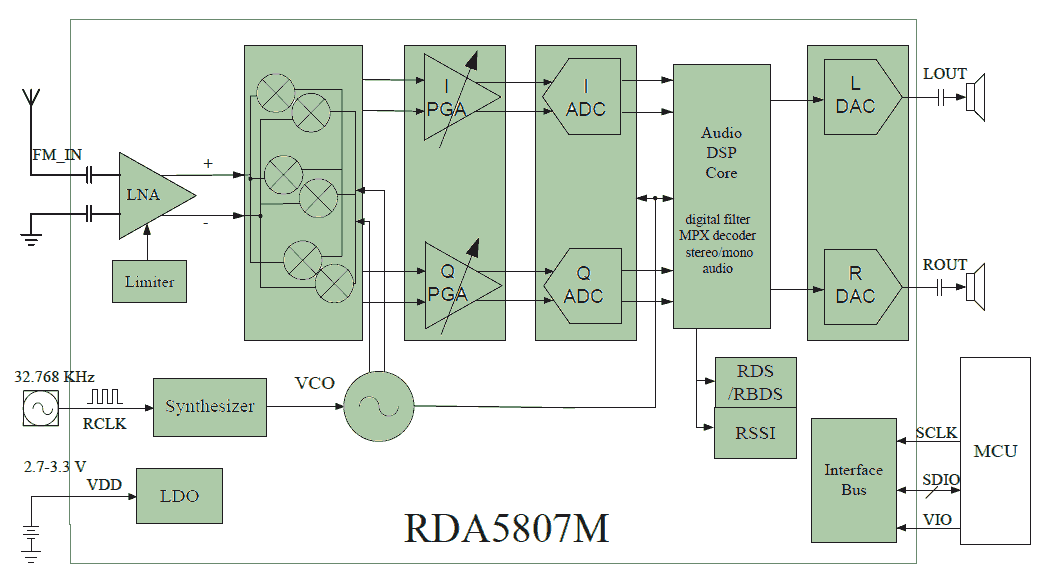 FM_IN
+
-
LNA
Limiter
I
PGA
Q
PGA
I
ADC
Q
ADC
Audio
DSP
Core
digital filter
MPX decoder
stereo/mono
audio
L
DAC
R
DAC
LOUT
ROUT
32.768 KHz
RCLK
Synthesizer
VCO
RDS
/RBDS
RSSI
2.7-3.3 V
VDD
LDO
Interface
Bus
SCLK
SDIO
VIO
MCU
RDA5807M